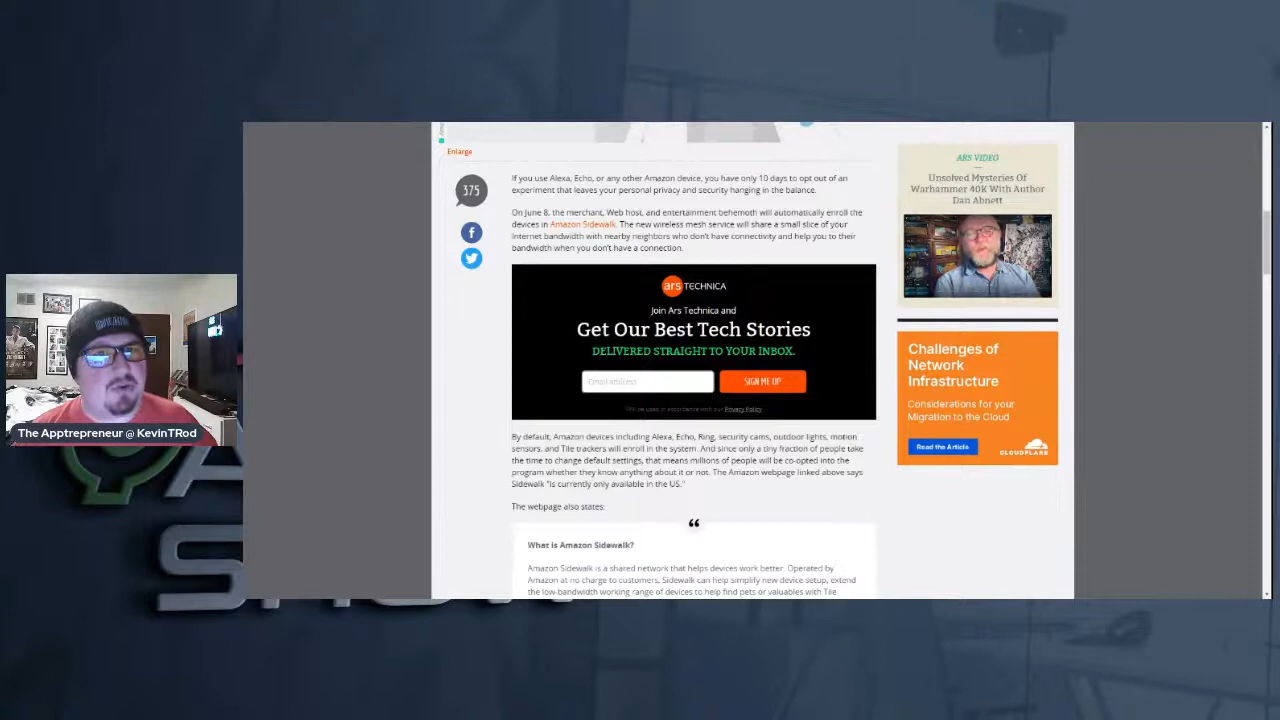 Enlarge
375
If you use Alexa, Echo, or any other Amazon device, you have only 10 days to opt out of an
experiment that leaves your personal privacy and security hanging in the balance.
On June 8, the merchant, Web host, and entertainment behemoth will automatically enroll the
devices in Amazon Sidewalk. The new wireless mesh service will share a small slice of your
Internet bandwidth with nearby neighbors who don't have connectivity and help you to their
bandwidth when you don't have a connection.
ars TECHNICA
Join Ars Technica and
Get Our Best Tech Stories
DELIVERED STRAIGHT TO YOUR INBOX.
Email address
SIGN ME UP
Will be used in accordance with our Privacy Policy
By default, Amazon devices including Alexa, Echo, Ring, security cams, outdoor lights, motion
sensors, and Tile trackers will enroll in the system. And since only a tiny fraction of people take
the time to change default settings, that means millions of people will be co-opted into the
program whether they know anything about it or not. The Amazon webpage linked above says
Sidewalk "is currently only available in the US."
The webpage also states:
“
What is Amazon Sidewalk?
Amazon Sidewalk is a shared network that helps devices work better. Operated by
Amazon at no charge to customers, Sidewalk can help simplify new device setup, extend
the low-bandwidth working range of devices to help find pets or valuables with Tile
ARS VIDEO
Unsolved Mysteries Of
Warhammer 40K With Author
Dan Abnett
Challenges of
Network
Infrastructure
Considerations for your
Migration to the Cloud
Read the Article
CLOUDFLARE
The Apptrepreneur @ KevinTRod